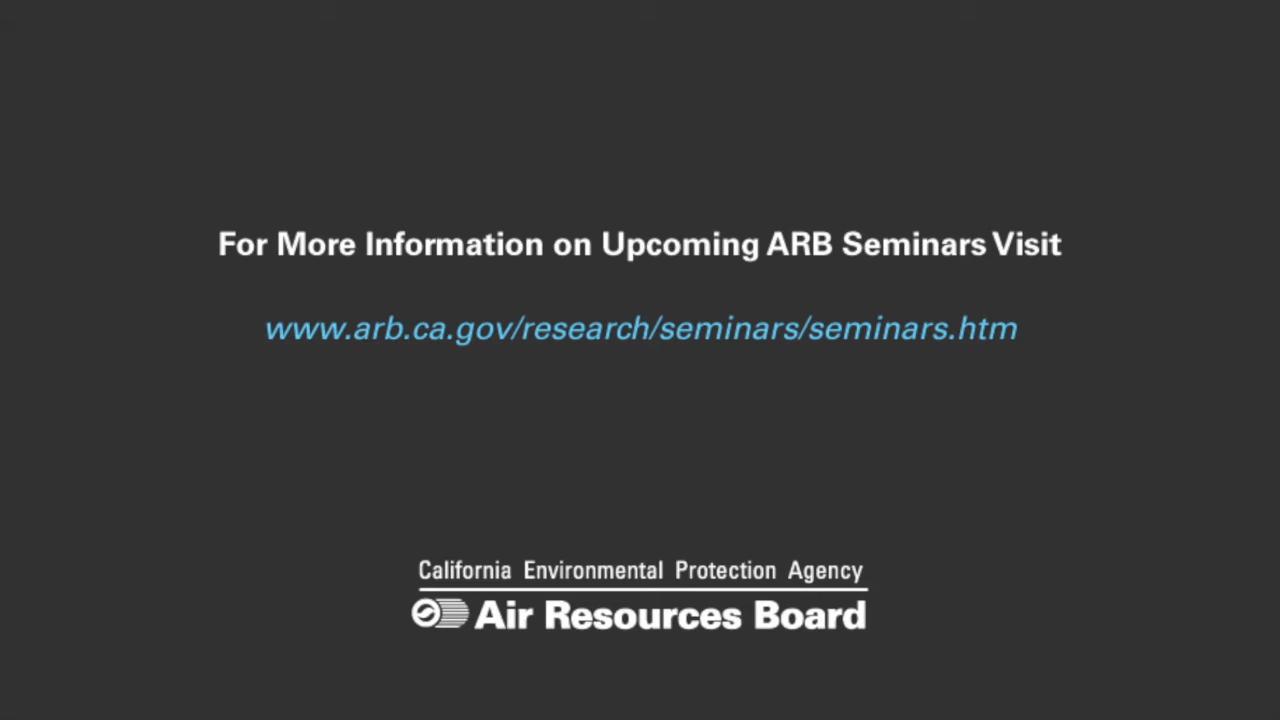 For More Information on Upcoming ARB Seminars Visit
www.arb.ca.gov/research/seminars/seminars.htm
California Environmental Protection Agency
Air Resources Board